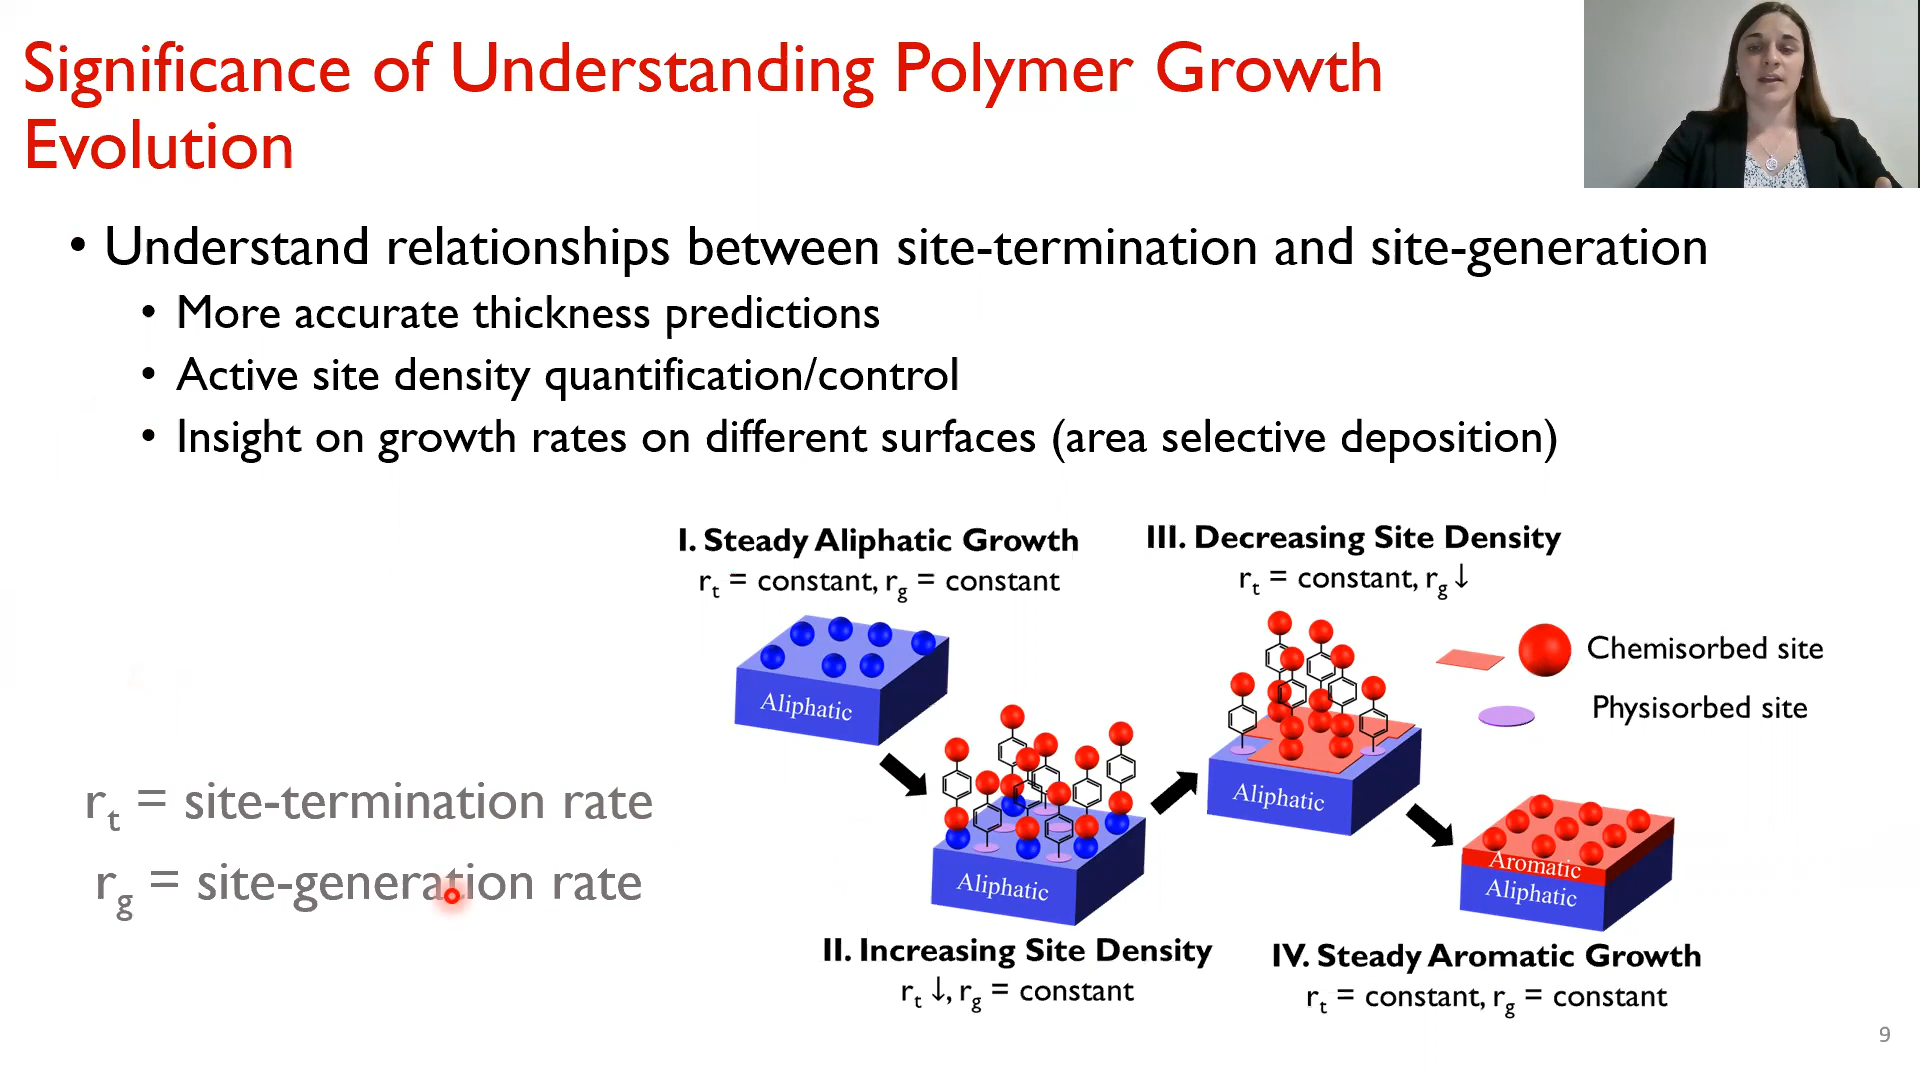 Significance of Understanding Polymer Growth
Evolution
• Understand relationships between site-termination and site-generation
• More accurate thickness predictions
• Active site density quantification/control
• Insight on growth rates on different surfaces (area selective deposition)
I. Steady Aliphatic Growth
rt = constant, rg = constant
Aliphatic
III. Decreasing Site Density
rt = constant, rg ↓
Aliphatic
Chemisorbed site
Physisorbed site
rt = site-termination rate
rg = site-generation rate
Aliphatic
II. Increasing Site Density
rt ↓, rg = constant
Aromatic
Aliphatic
IV. Steady Aromatic Growth
rt = constant, rg = constant
9